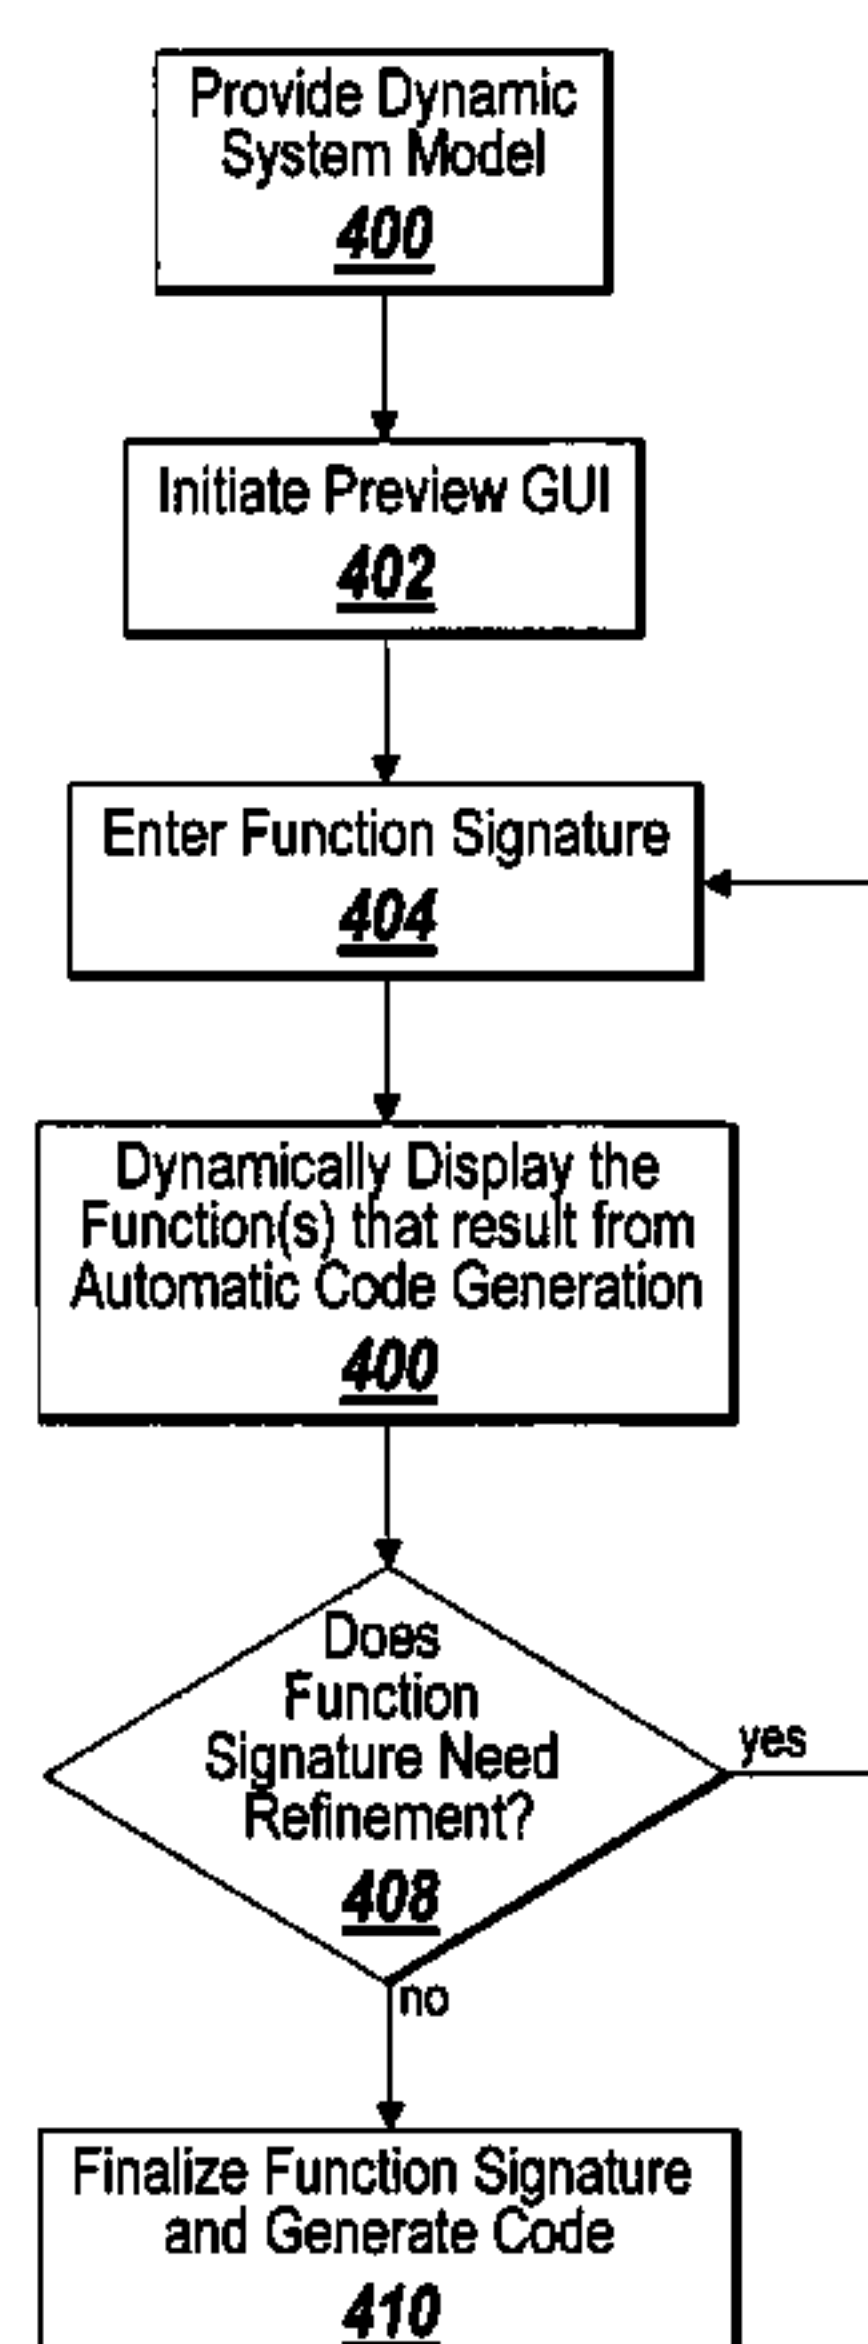 Provide Dynamic
System Model
400
Initiate Preview GUI
402
Enter Function Signature
404
Dynamically Display the
Function(s) that result from
Automatic Code Generation
400
Does
Function
Signature Need
Refinement?
408
yes
no
Finalize Function Signature
and Generate Code
410